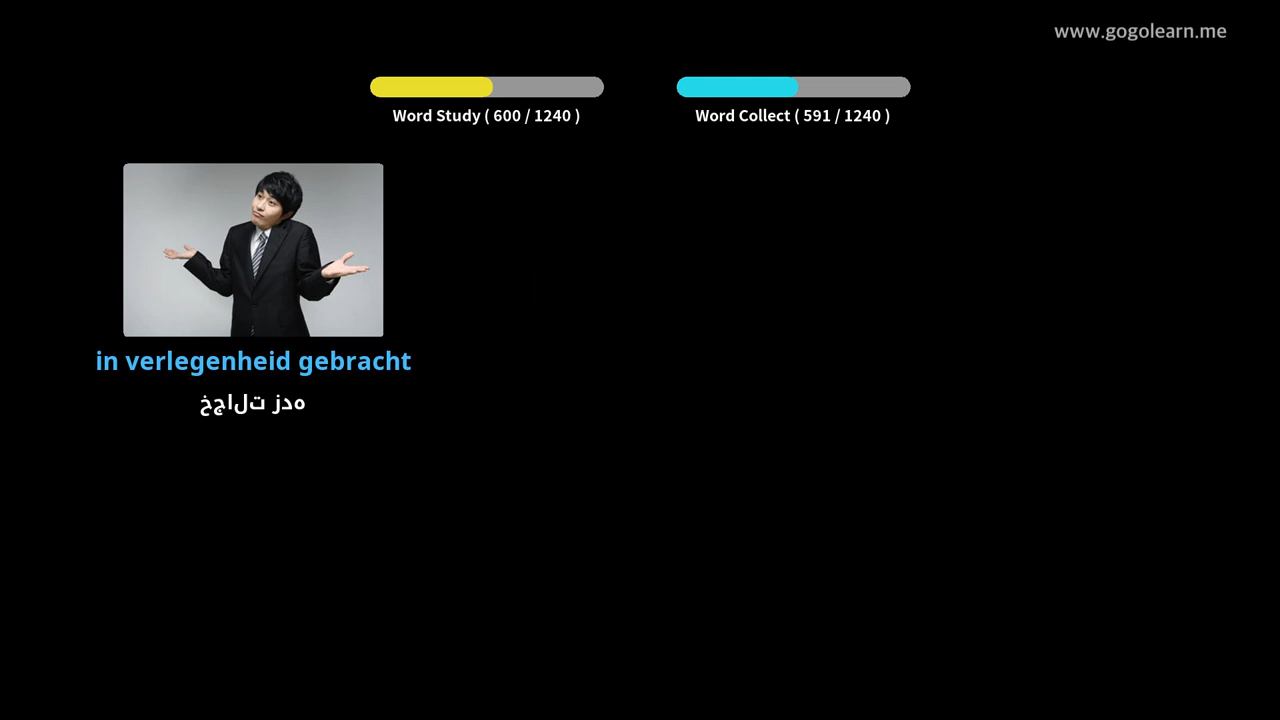 www.gogolearn.me
Word Study ( 600 / 1240 )
Word Collect ( 591 / 1240 )
in verlegenheid gebracht
خجالت زده